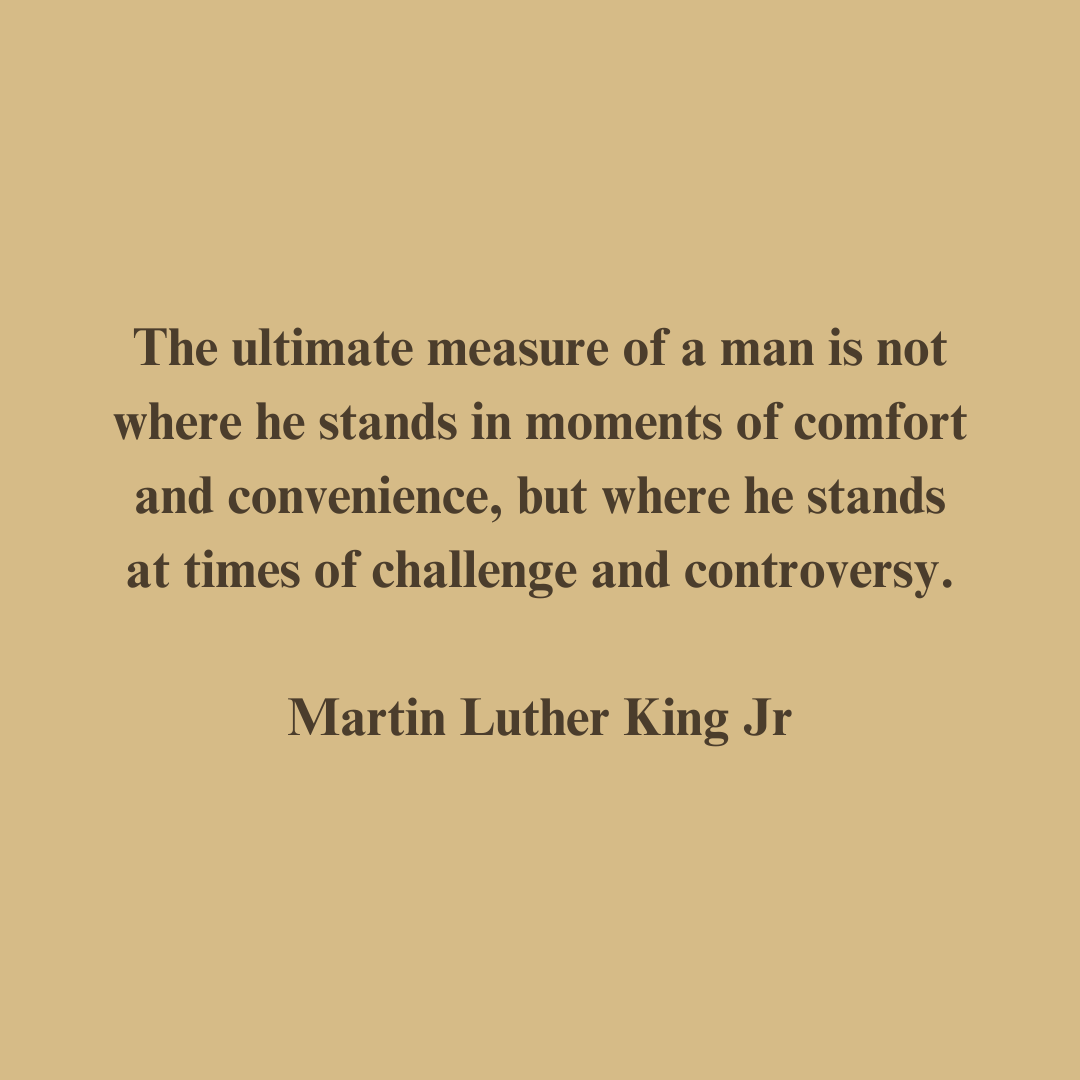 The ultimate measure of a man is not
where he stands in moments of comfort
and convenience, but where he stands
at times of challenge and controversy.
Martin Luther King Jr